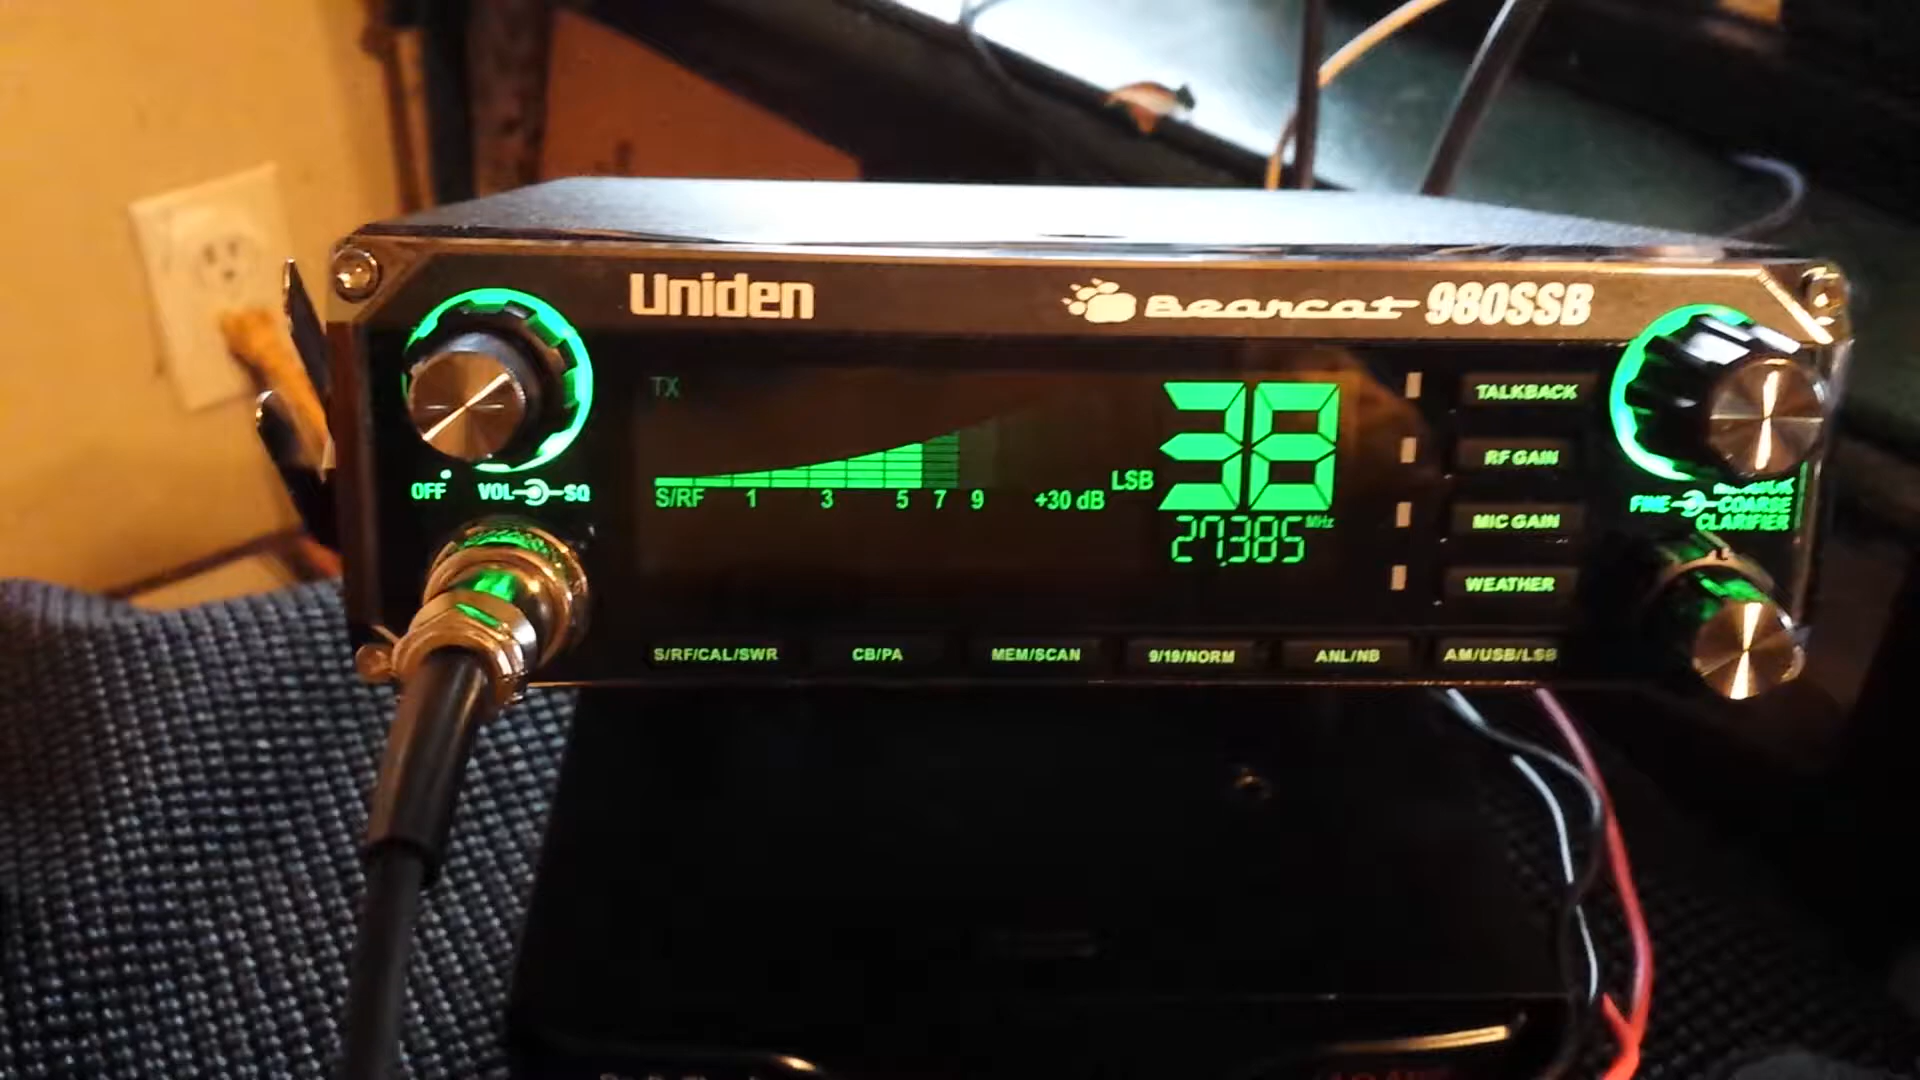 Uniden
Bearcat 980SSB
TX
38
LSB
27.385 MHz
S/RF 1 3 5 7 9 +30 dB
TALKBACK
RF GAIN
MIC GAIN
WEATHER
OFF VOL SQ
FINE COARSE
CLARIFIER
S/RF/CAL/SWR CB/PA MEM/SCAN 9/19/NORM ANL/NB AM/USB/LSB